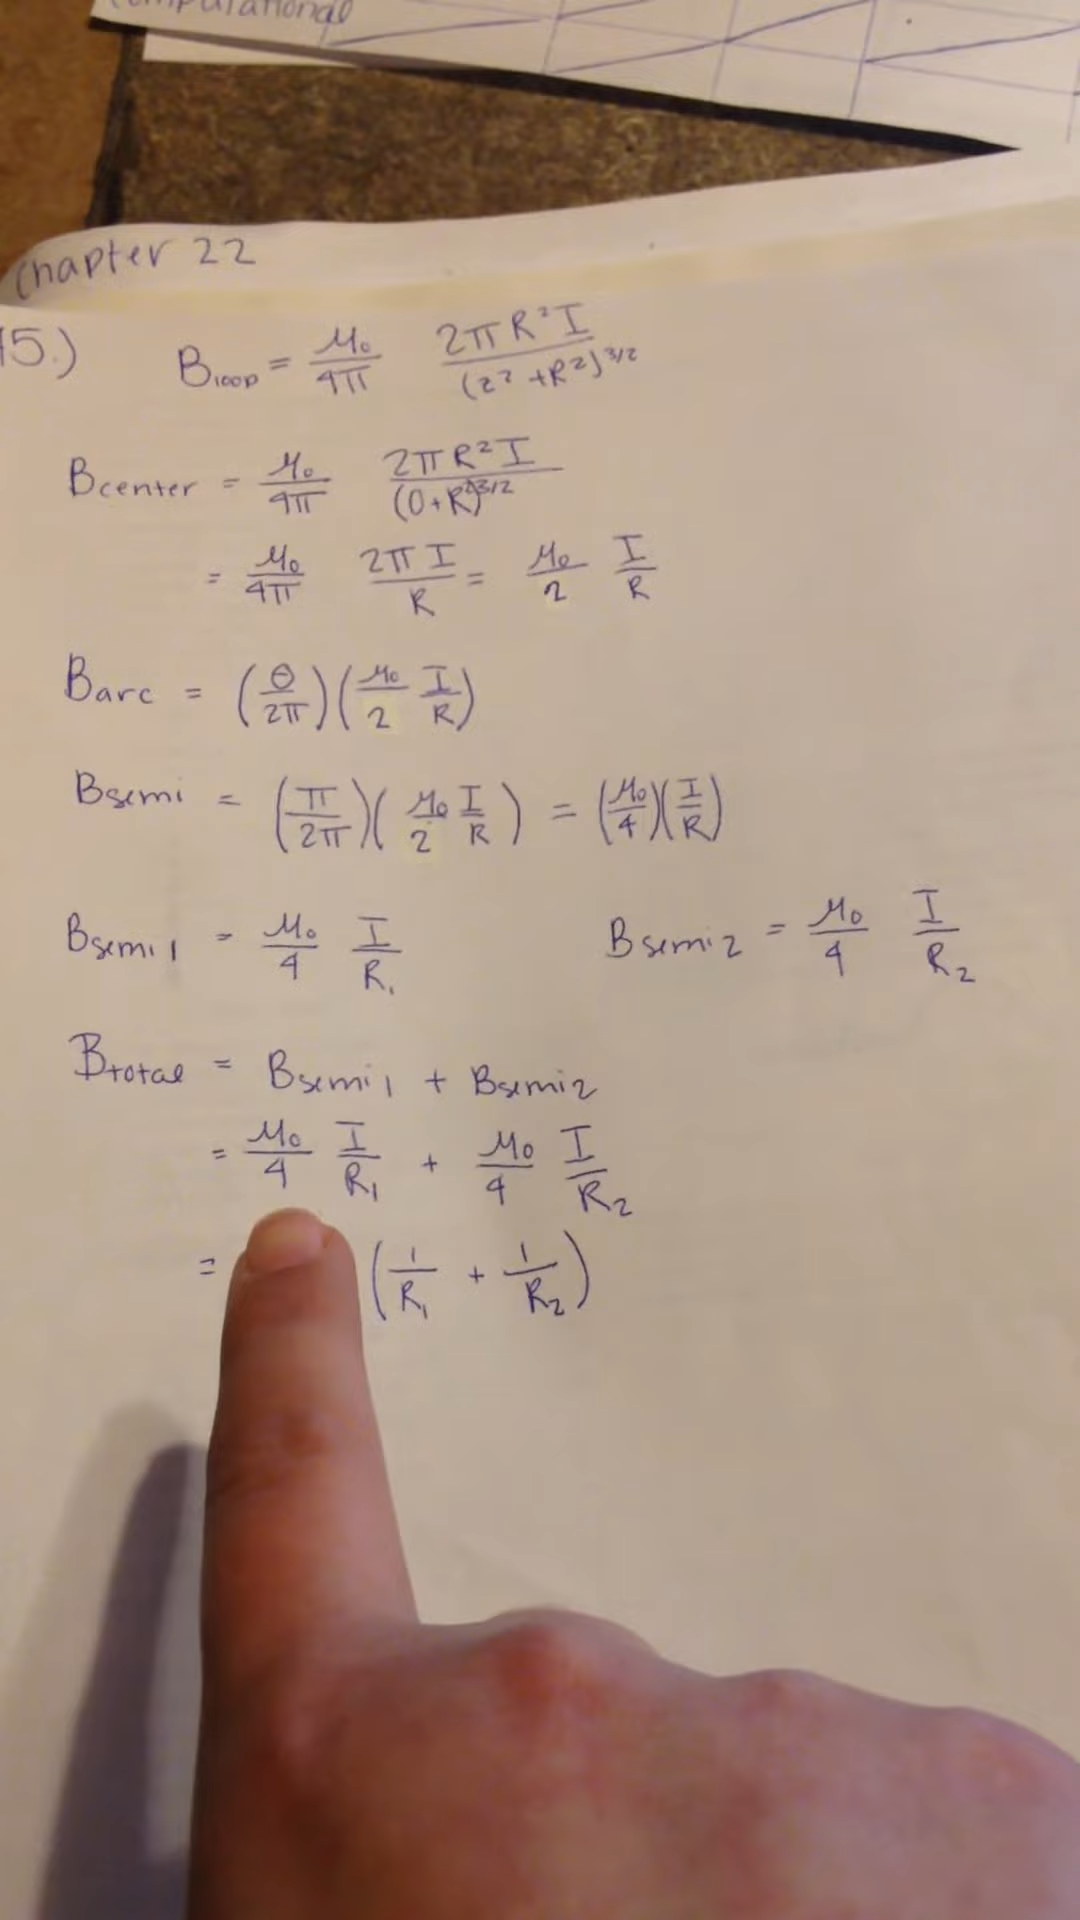 computational
Chapter 22
15.) B_loop = μ₀/4π 2πR²I/(z² + R²)^3/2
B_center = μ₀/4π 2πR²I/(0+R²)^3/2
= μ₀/4π 2πI/R = μ₀/2 I/R
B_arc = (θ/2π)(μ₀/2 I/R)
B_semi = (π/2π)(μ₀/2 I/R) = (μ₀/4)(I/R)
B_semi1 = μ₀/4 I/R₁ B_semi2 = μ₀/4 I/R₂
B_total = B_semi1 + B_semi2
= μ₀/4 I/R₁ + μ₀/4 I/R₂
= (1/R₁ + 1/R₂)